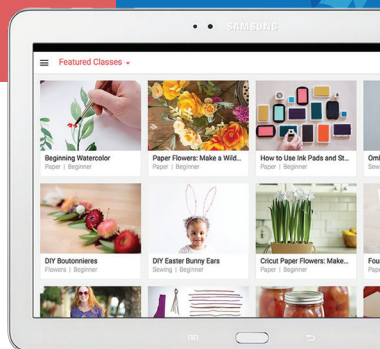 SAMSUNG
Featured Classes
Beginning Watercolor
Paper | Beginner
Paper Flowers: Make a Wild...
Paper | Beginner
How to Use Ink Pads and St...
Paper | Beginner
Sew
DIY Boutonnieres
Flowers | Beginner
DIY Easter Bunny Ears
Sewing | Beginner
Cricut Paper Flowers: Make...
Paper | Beginner
Fou